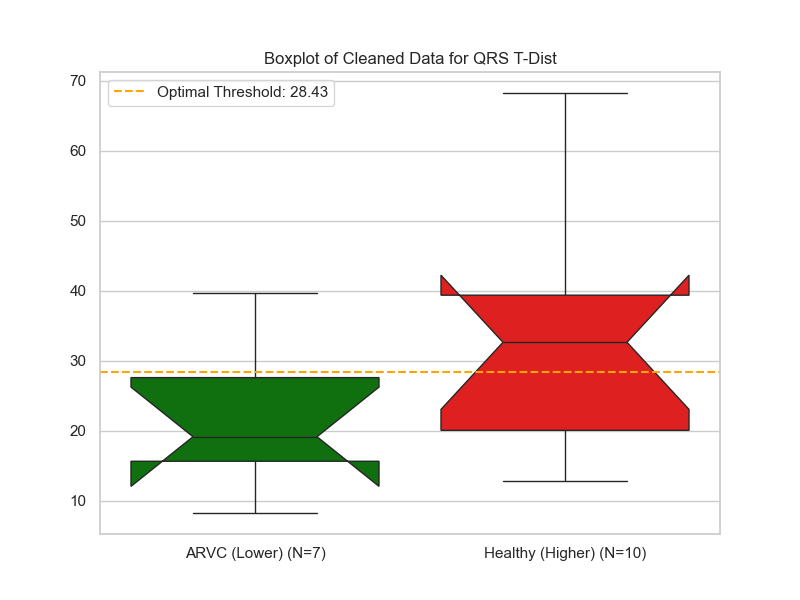 Boxplot of Cleaned Data for QRS T-Dist
Optimal Threshold: 28.43
70
60
50
40
30
20
10
ARVC (Lower) (N=7)
Healthy (Higher) (N=10)